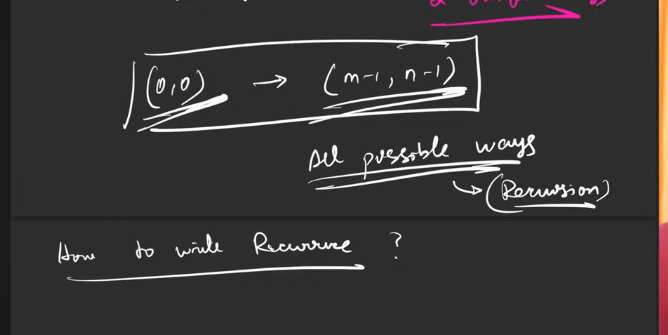 (0,0) → (m-1, n-1)
All possible ways
↳ (Recursion)
How to write Recurrence ?